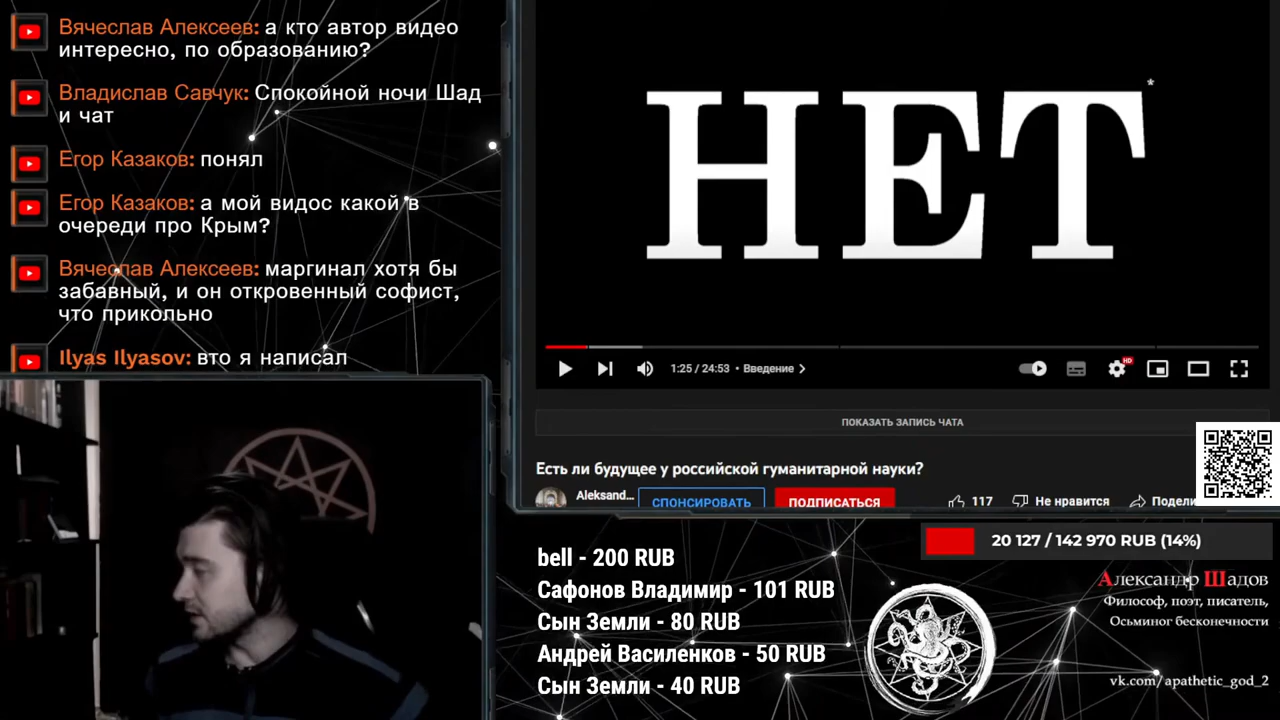 Вячеслав Алексеев: а кто автор видео
интересно, по образованию?
Владислав Савчук: Спокойной ночи Шад
и чат
Егор Казаков: понял
Егор Казаков: а мой видос какой в
очереди про Крым?
Вячеслав Алексеев: маргинал хотя бы
забавный, и он откровенный софист,
что прикольно
Ilyas Ilyasov: вто я написал
НЕТ*
1:25 / 24:53 • Введение
HD
ПОКАЗАТЬ ЗАПИСЬ ЧАТА
Есть ли будущее у российской гуманитарной науки?
Aleksand...
СПОНСИРОВАТЬ
ПОДПИСАТЬСЯ
117
Не нравится
Подели
20 127 / 142 970 RUB (14%)
bell - 200 RUB
Сафонов Владимир - 101 RUB
Сын Земли - 80 RUB
Андрей Василенков - 50 RUB
Сын Земли - 40 RUB
Александр Шадов
Философ, поэт, писатель,
Осьминог бесконечности
vk.com/apathetic_god_2